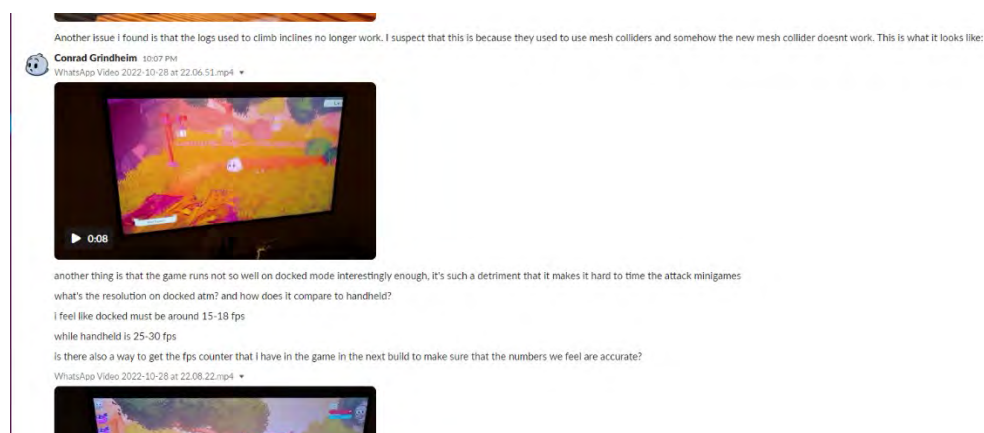 Another issue i found is that the logs used to climb inclines no longer work. I suspect that this is because they used to use mesh colliders and somehow the new mesh collider doesnt work. This is what it looks like:
Conrad Grindheim 10:07 PM
WhatsApp Video 2022-10-28 at 22.06.51.mp4
0:08
another thing is that the game runs not so well on docked mode interestingly enough, it's such a detriment that it makes it hard to time the attack minigames
what's the resolution on docked atm? and how does it compare to handheld?
i feel like docked must be around 15-18 fps
while handheld is 25-30 fps
is there also a way to get the fps counter that i have in the game in the next build to make sure that the numbers we feel are accurate?
WhatsApp Video 2022-10-28 at 22.08.22.mp4